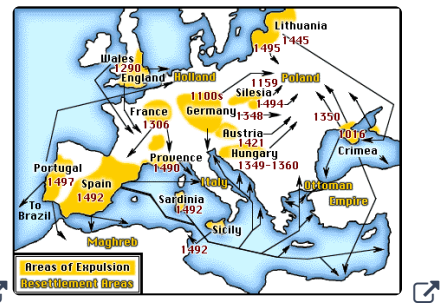 Lithuania
1445
1495
Wales
1290
England
Holland
1159
Poland
Silesia
1494
1100s
Germany
1348
France
1306
1350
1016
Crimea
Austria
1421
Hungary
1349-1360
Provence
1490
Portugal
1497
Spain
1492
Italy
Ottoman
Empire
Sardinia
1492
To
Brazil
Sicily
Maghreb
1492
Areas of Expulsion
Resettlement Areas